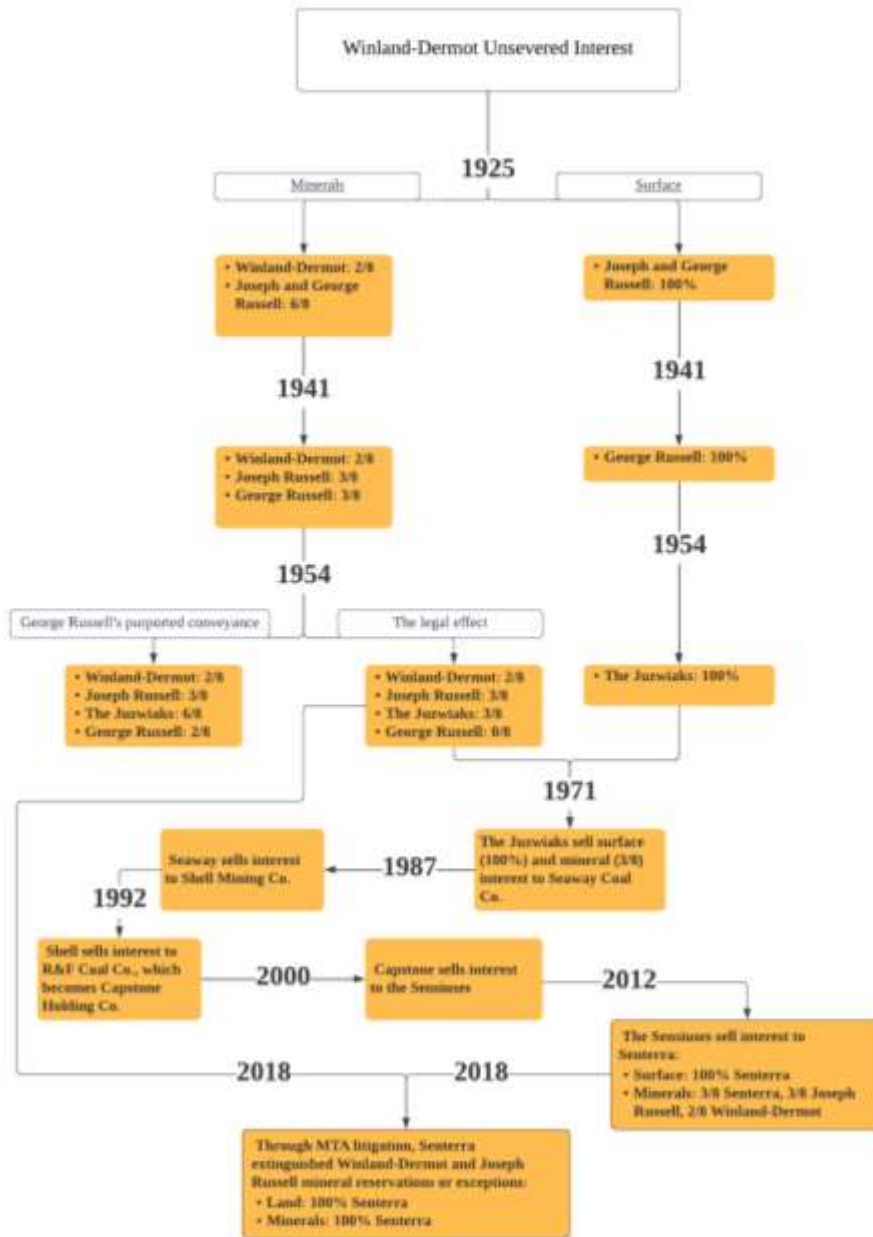 Winland-Dermot Unsevered Interest
1925
Minerals
Surface
• Winland-Dermot: 2/8
• Joseph and George
Russell: 6/8
• Joseph and George
Russell: 100%
1941
1941
• Winland-Dermot: 2/8
• Joseph Russell: 3/8
• George Russell: 3/8
• George Russell: 100%
1954
1954
George Russell's purported conveyance
The legal effect
• Winland-Dermot: 2/8
• Joseph Russell: 3/8
• The Jurwiaks: 6/8
• George Russell: 2/8
• Winland-Dermot: 2/8
• Joseph Russell: 3/8
• The Jurwiaks: 3/8
• George Russell: 0/8
• The Jurwiaks: 100%
1971
The Jurwiaks sell surface
(100%) and mineral (3/8)
interest to Seaway Coal
Co.
1987
Seaway sells interest
to Shell Mining Co.
1992
Shell sells interest to
R&F Coal Co., which
becomes Capstone
Holding Co.
2000
Capstone sells interest
to the Sensiuses
2012
The Sensiuses sell interest to
Senterra:
• Surface: 100% Senterra
• Minerals: 3/8 Senterra, 3/8 Joseph
Russell, 2/8 Winland-Dermot
2018
2018
Through MTA litigation, Senterra
extinguished Winland-Dermot and Joseph
Russell mineral reservations or exceptions:
• Land: 100% Senterra
• Minerals: 100% Senterra